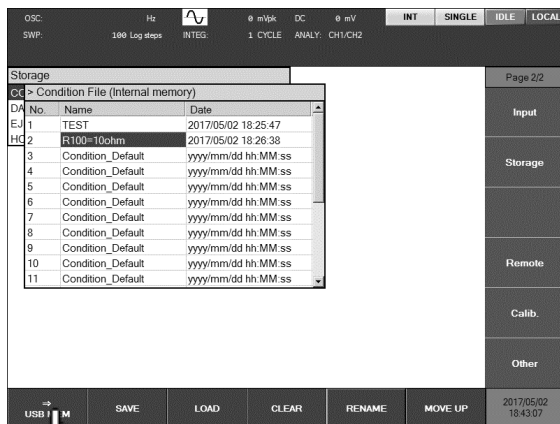 OSC: Hz 0 mVpk DC 0 mV INT SINGLE IDLE LOCAL
SWP: 100 Log steps INTEG: 1 CYCLE ANALY: CH1/CH2
Storage
Page 2/2
> Condition File (Internal memory)
No. Name Date
1 TEST 2017/05/02 18:25:47
2 R100=10ohm 2017/05/02 18:26:38
3 Condition_Default yyyy/mm/dd hh:MM:ss
4 Condition_Default yyyy/mm/dd hh:MM:ss
5 Condition_Default yyyy/mm/dd hh:MM:ss
6 Condition_Default yyyy/mm/dd hh:MM:ss
7 Condition_Default yyyy/mm/dd hh:MM:ss
8 Condition_Default yyyy/mm/dd hh:MM:ss
9 Condition_Default yyyy/mm/dd hh:MM:ss
10 Condition_Default yyyy/mm/dd hh:MM:ss
11 Condition_Default yyyy/mm/dd hh:MM:ss
Input
Storage
Remote
Calib.
Other
⇒
USB SAVE LOAD CLEAR RENAME MOVE UP
2017/05/02
18:43:07